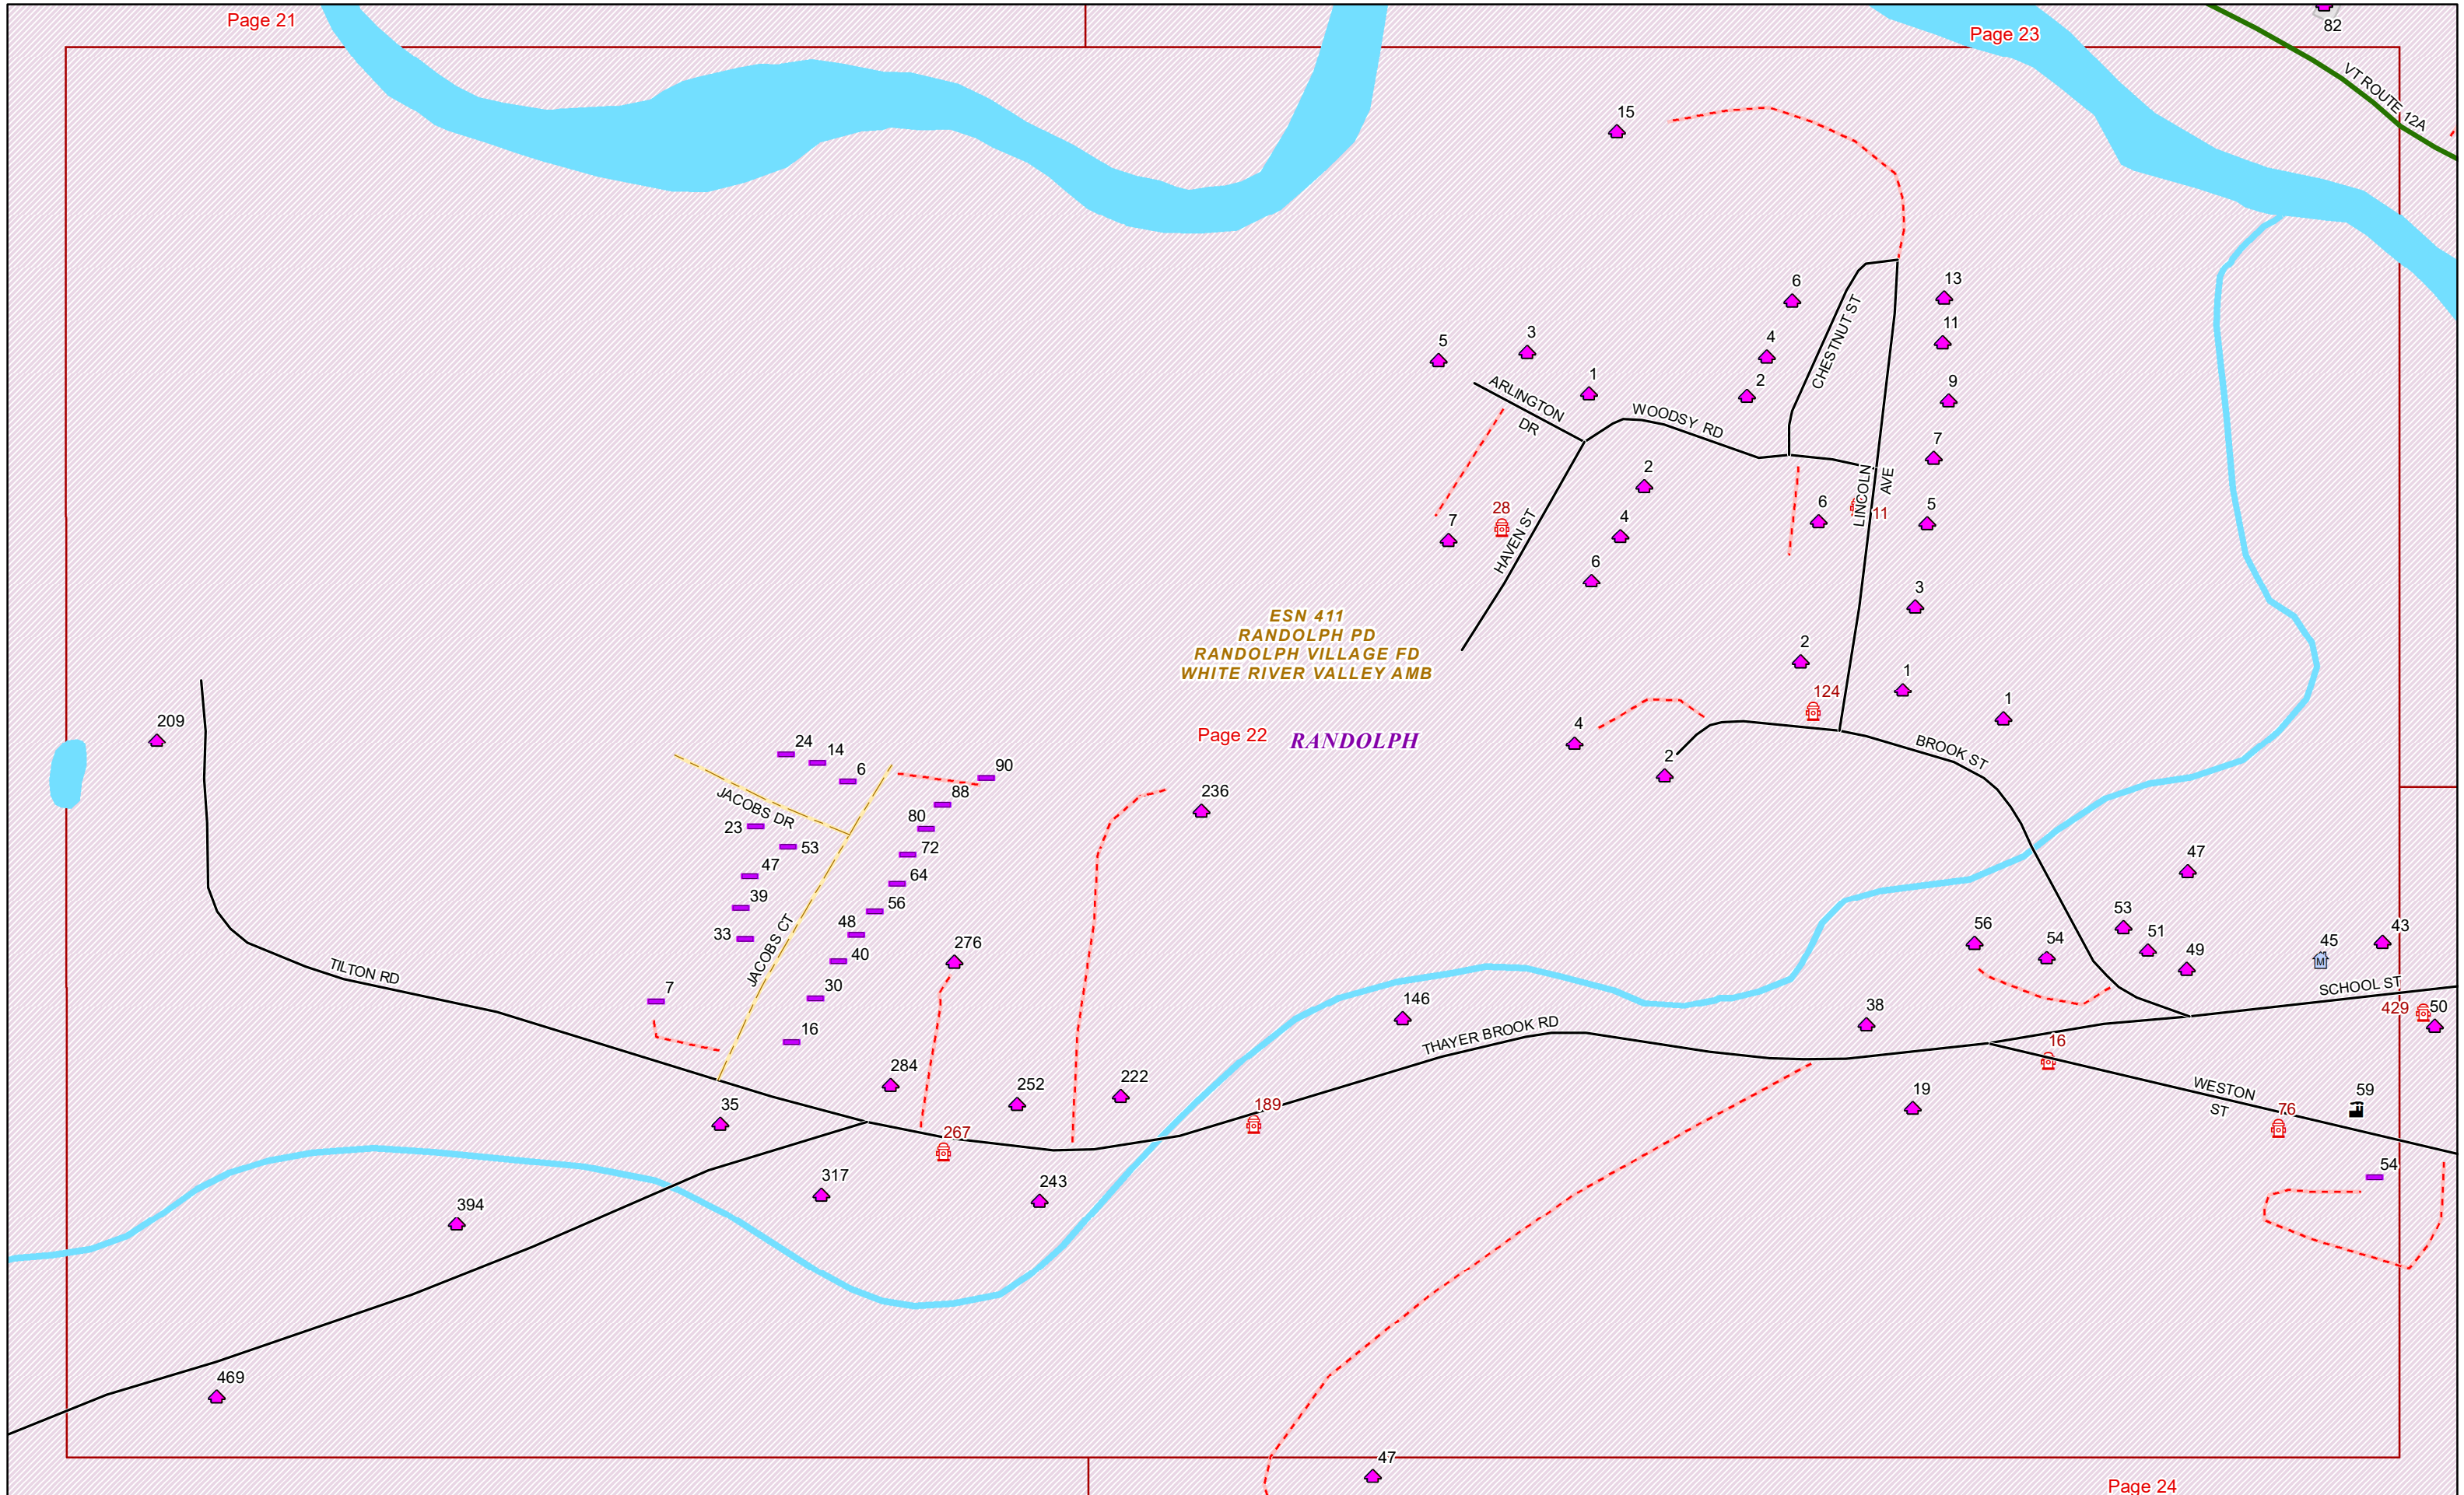 Page 21
Page 23
82
VT ROUTE 12A
15
6
13
5
3
4
11
1
2
9
CHESTNUT ST
ARLINGTON
DR
WOODSY RD
7
2
LINCOLN
AVE
28
7
4
6
11
5
HAVEN ST
6
3
ESN 411
RANDOLPH PD
RANDOLPH VILLAGE FD
WHITE RIVER VALLEY AMB
2
1
124
1
209
4
Page 22
RANDOLPH
24
14
6
90
2
BROOK ST
88
236
JACOBS DR
23
80
53
72
47
64
47
39
56
33
48
40
JACOBS CT
276
56
54
53
51
49
45
M
43
TILTON RD
7
30
146
38
SCHOOL ST
429
50
16
THAYER BROOK RD
16
284
252
222
189
19
WESTON
ST
76
59
35
267
54
317
243
394
469
47
Page 24